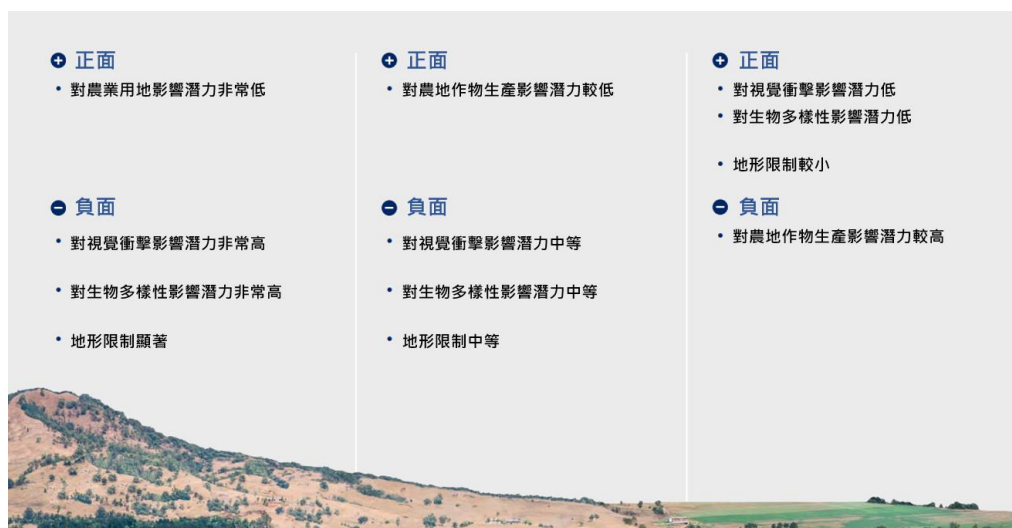 正面
• 對農業用地影響潛力非常低
負面
• 對視覺衝擊影響潛力非常高
• 對生物多樣性影響潛力非常高
• 地形限制顯著
正面
• 對農地作物生產影響潛力較低
負面
• 對視覺衝擊影響潛力中等
• 對生物多樣性影響潛力中等
• 地形限制中等
正面
• 對視覺衝擊影響潛力低
• 對生物多樣性影響潛力低
• 地形限制較小
負面
• 對農地作物生產影響潛力較高